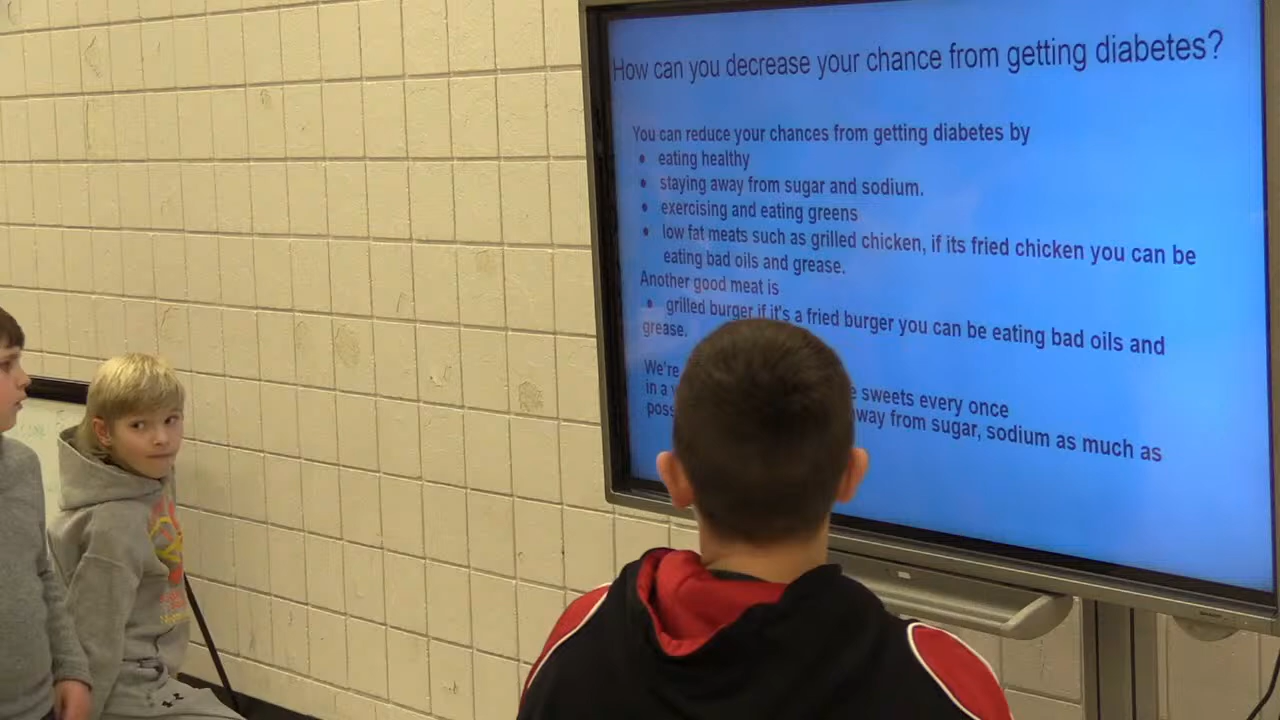 How can you decrease your chance from getting diabetes?
You can reduce your chances from getting diabetes by
• eating healthy
• staying away from sugar and sodium.
• exercising and eating greens
• low fat meats such as grilled chicken, if its fried chicken you can be
eating bad oils and grease.
Another good meat is
• grilled burger if it's a fried burger you can be eating bad oils and
grease.
We're sweets every once
in a away from sugar, sodium as much as
poss